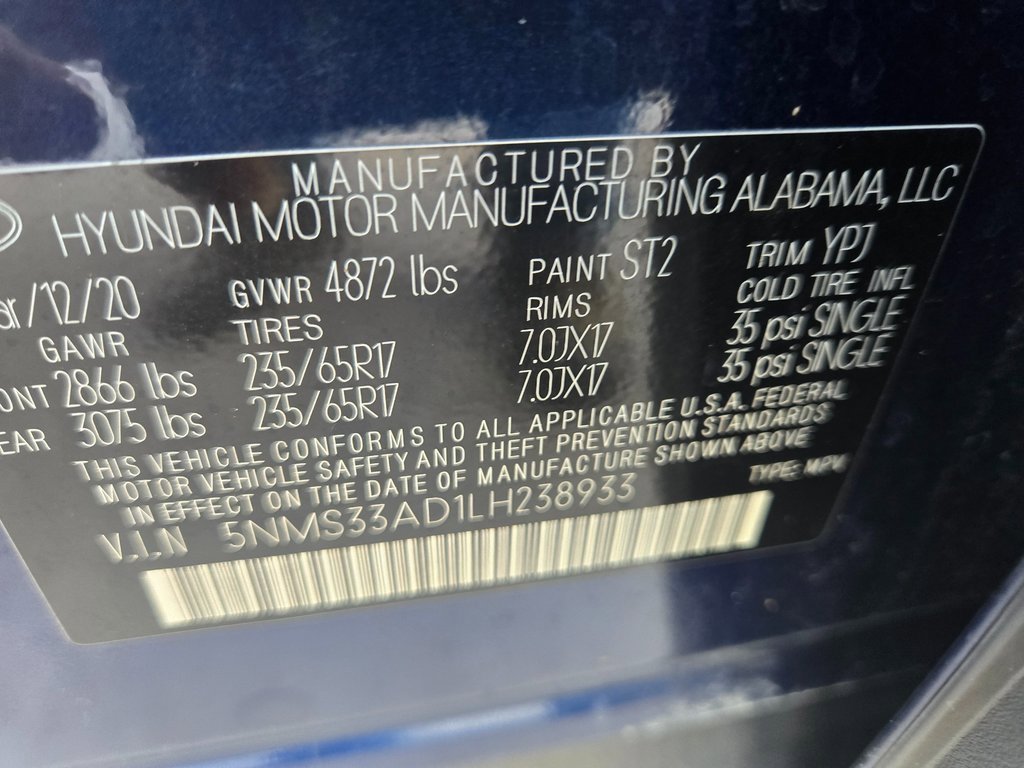 MANUFACTURED BY
HYUNDAI MOTOR MANUFACTURING ALABAMA, LLC
ar/12/20 GVWR 4872 lbs PAINT ST2 TRIM YPJ
GAWR TIRES RIMS COLD TIRE INFL
ONT 2866 lbs 235/65R17 7.0JX17 35 psi SINGLE
EAR 3075 lbs 235/65R17 7.0JX17 35 psi SINGLE
THIS VEHICLE CONFORMS TO ALL APPLICABLE U.S.A. FEDERAL
MOTOR VEHICLE SAFETY AND THEFT PREVENTION STANDARDS
IN EFFECT ON THE DATE OF MANUFACTURE SHOWN ABOVE
V.I.N 5NMS33AD1LH238933 TYPE: MPV